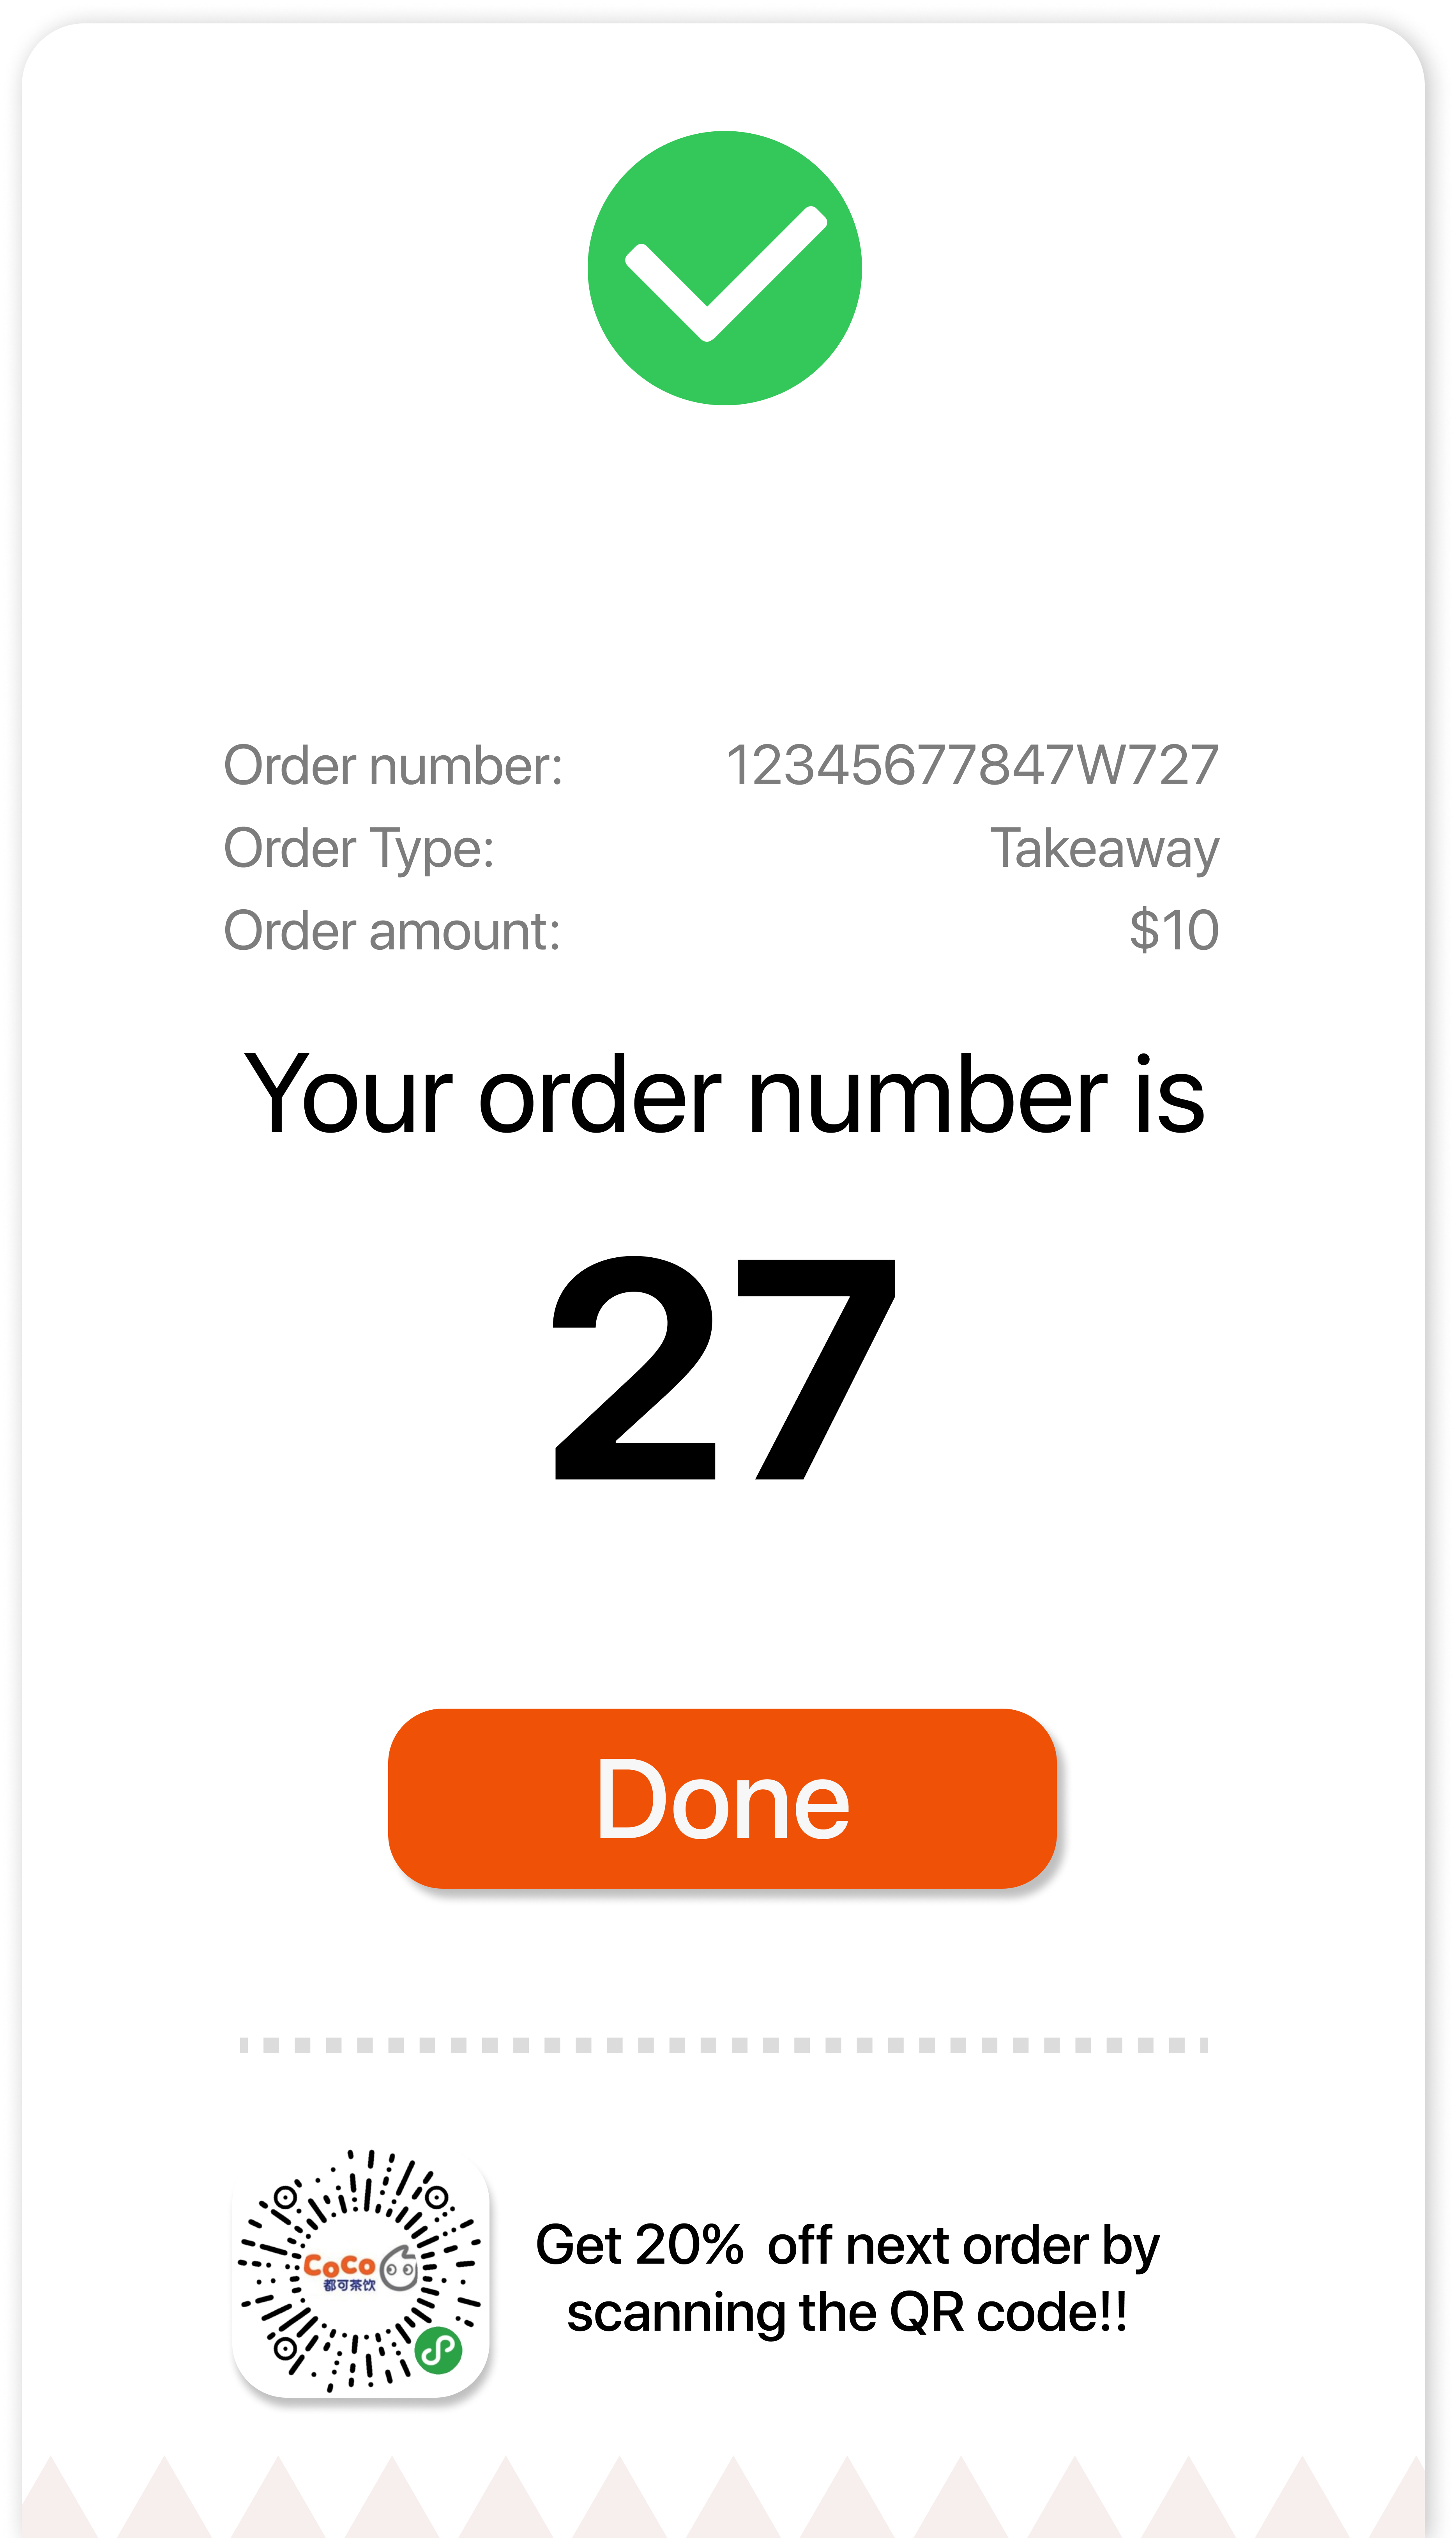 Order number: 12345677847W727
Order Type: Takeaway
Order amount: $10
Your order number is
27
Done
CoCo
都可茶饮
Get 20%  off next order by
scanning the QR code!!